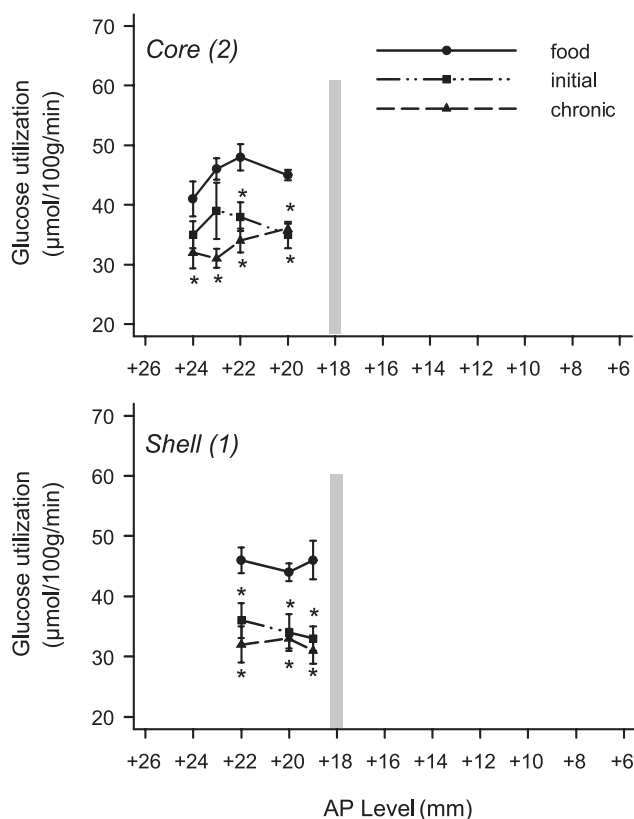 70
60
50
40
30
20
Glucose utilization
(µmol/100g/min)
Core (2)
food
initial
chronic
*
*
*
*
*
*
+26 +24 +22 +20 +18 +16 +14 +12 +10 +8 +6
70
60
50
40
30
20
Glucose utilization
(µmol/100g/min)
Shell (1)
*
*
*
*
*
*
+26 +24 +22 +20 +18 +16 +14 +12 +10 +8 +6
AP Level (mm)